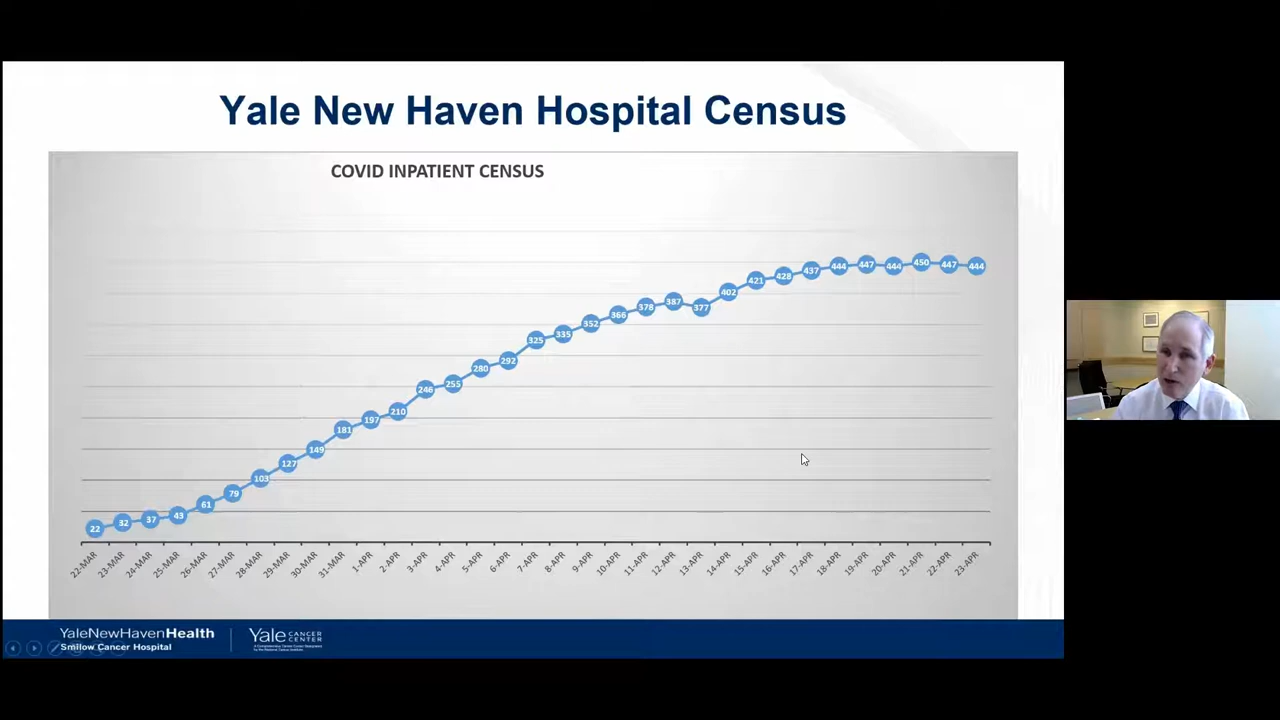 Yale New Haven Hospital Census
COVID INPATIENT CENSUS
22 32 37 43 61 79 103 127 149 181 197 210 246 255 280 292 325 335 352 366 378 387 377 402 421 428 437 444 447 444 450 447 444
22-MAR 23-MAR 24-MAR 25-MAR 26-MAR 27-MAR 28-MAR 29-MAR 30-MAR 31-MAR 1-APR 2-APR 3-APR 4-APR 5-APR 6-APR 7-APR 8-APR 9-APR 10-APR 11-APR 12-APR 13-APR 14-APR 15-APR 16-APR 17-APR 18-APR 19-APR 20-APR 21-APR 22-APR 23-APR
YaleNewHavenHealth
Smilow Cancer Hospital
Yale CANCER
CENTER